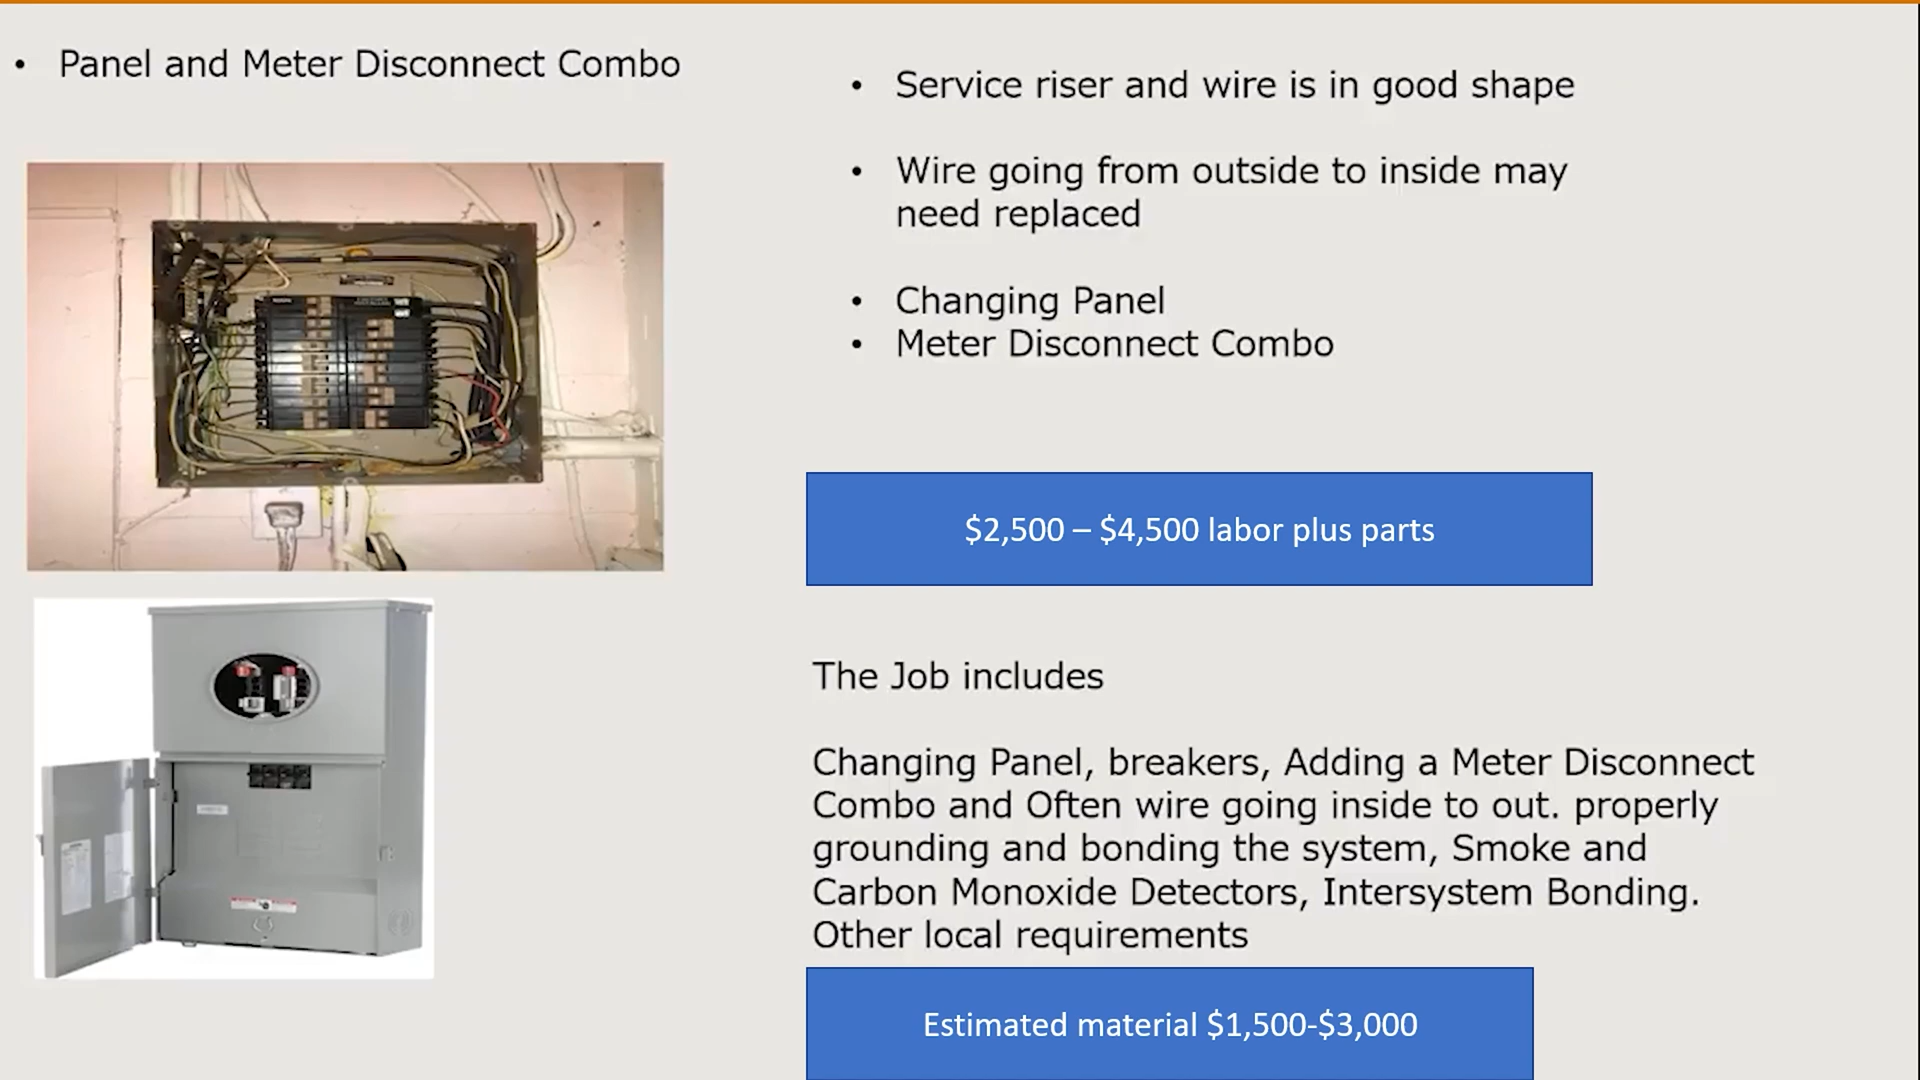 • Panel and Meter Disconnect Combo
• Service riser and wire is in good shape
• Wire going from outside to inside may
need replaced
• Changing Panel
• Meter Disconnect Combo
$2,500 – $4,500 labor plus parts
The Job includes
Changing Panel, breakers, Adding a Meter Disconnect
Combo and Often wire going inside to out. properly
grounding and bonding the system, Smoke and
Carbon Monoxide Detectors, Intersystem Bonding.
Other local requirements
Estimated material $1,500-$3,000